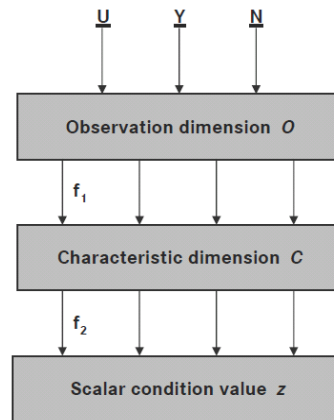 U Y N
Observation dimension O
f₁
Characteristic dimension C
f₂
Scalar condition value z